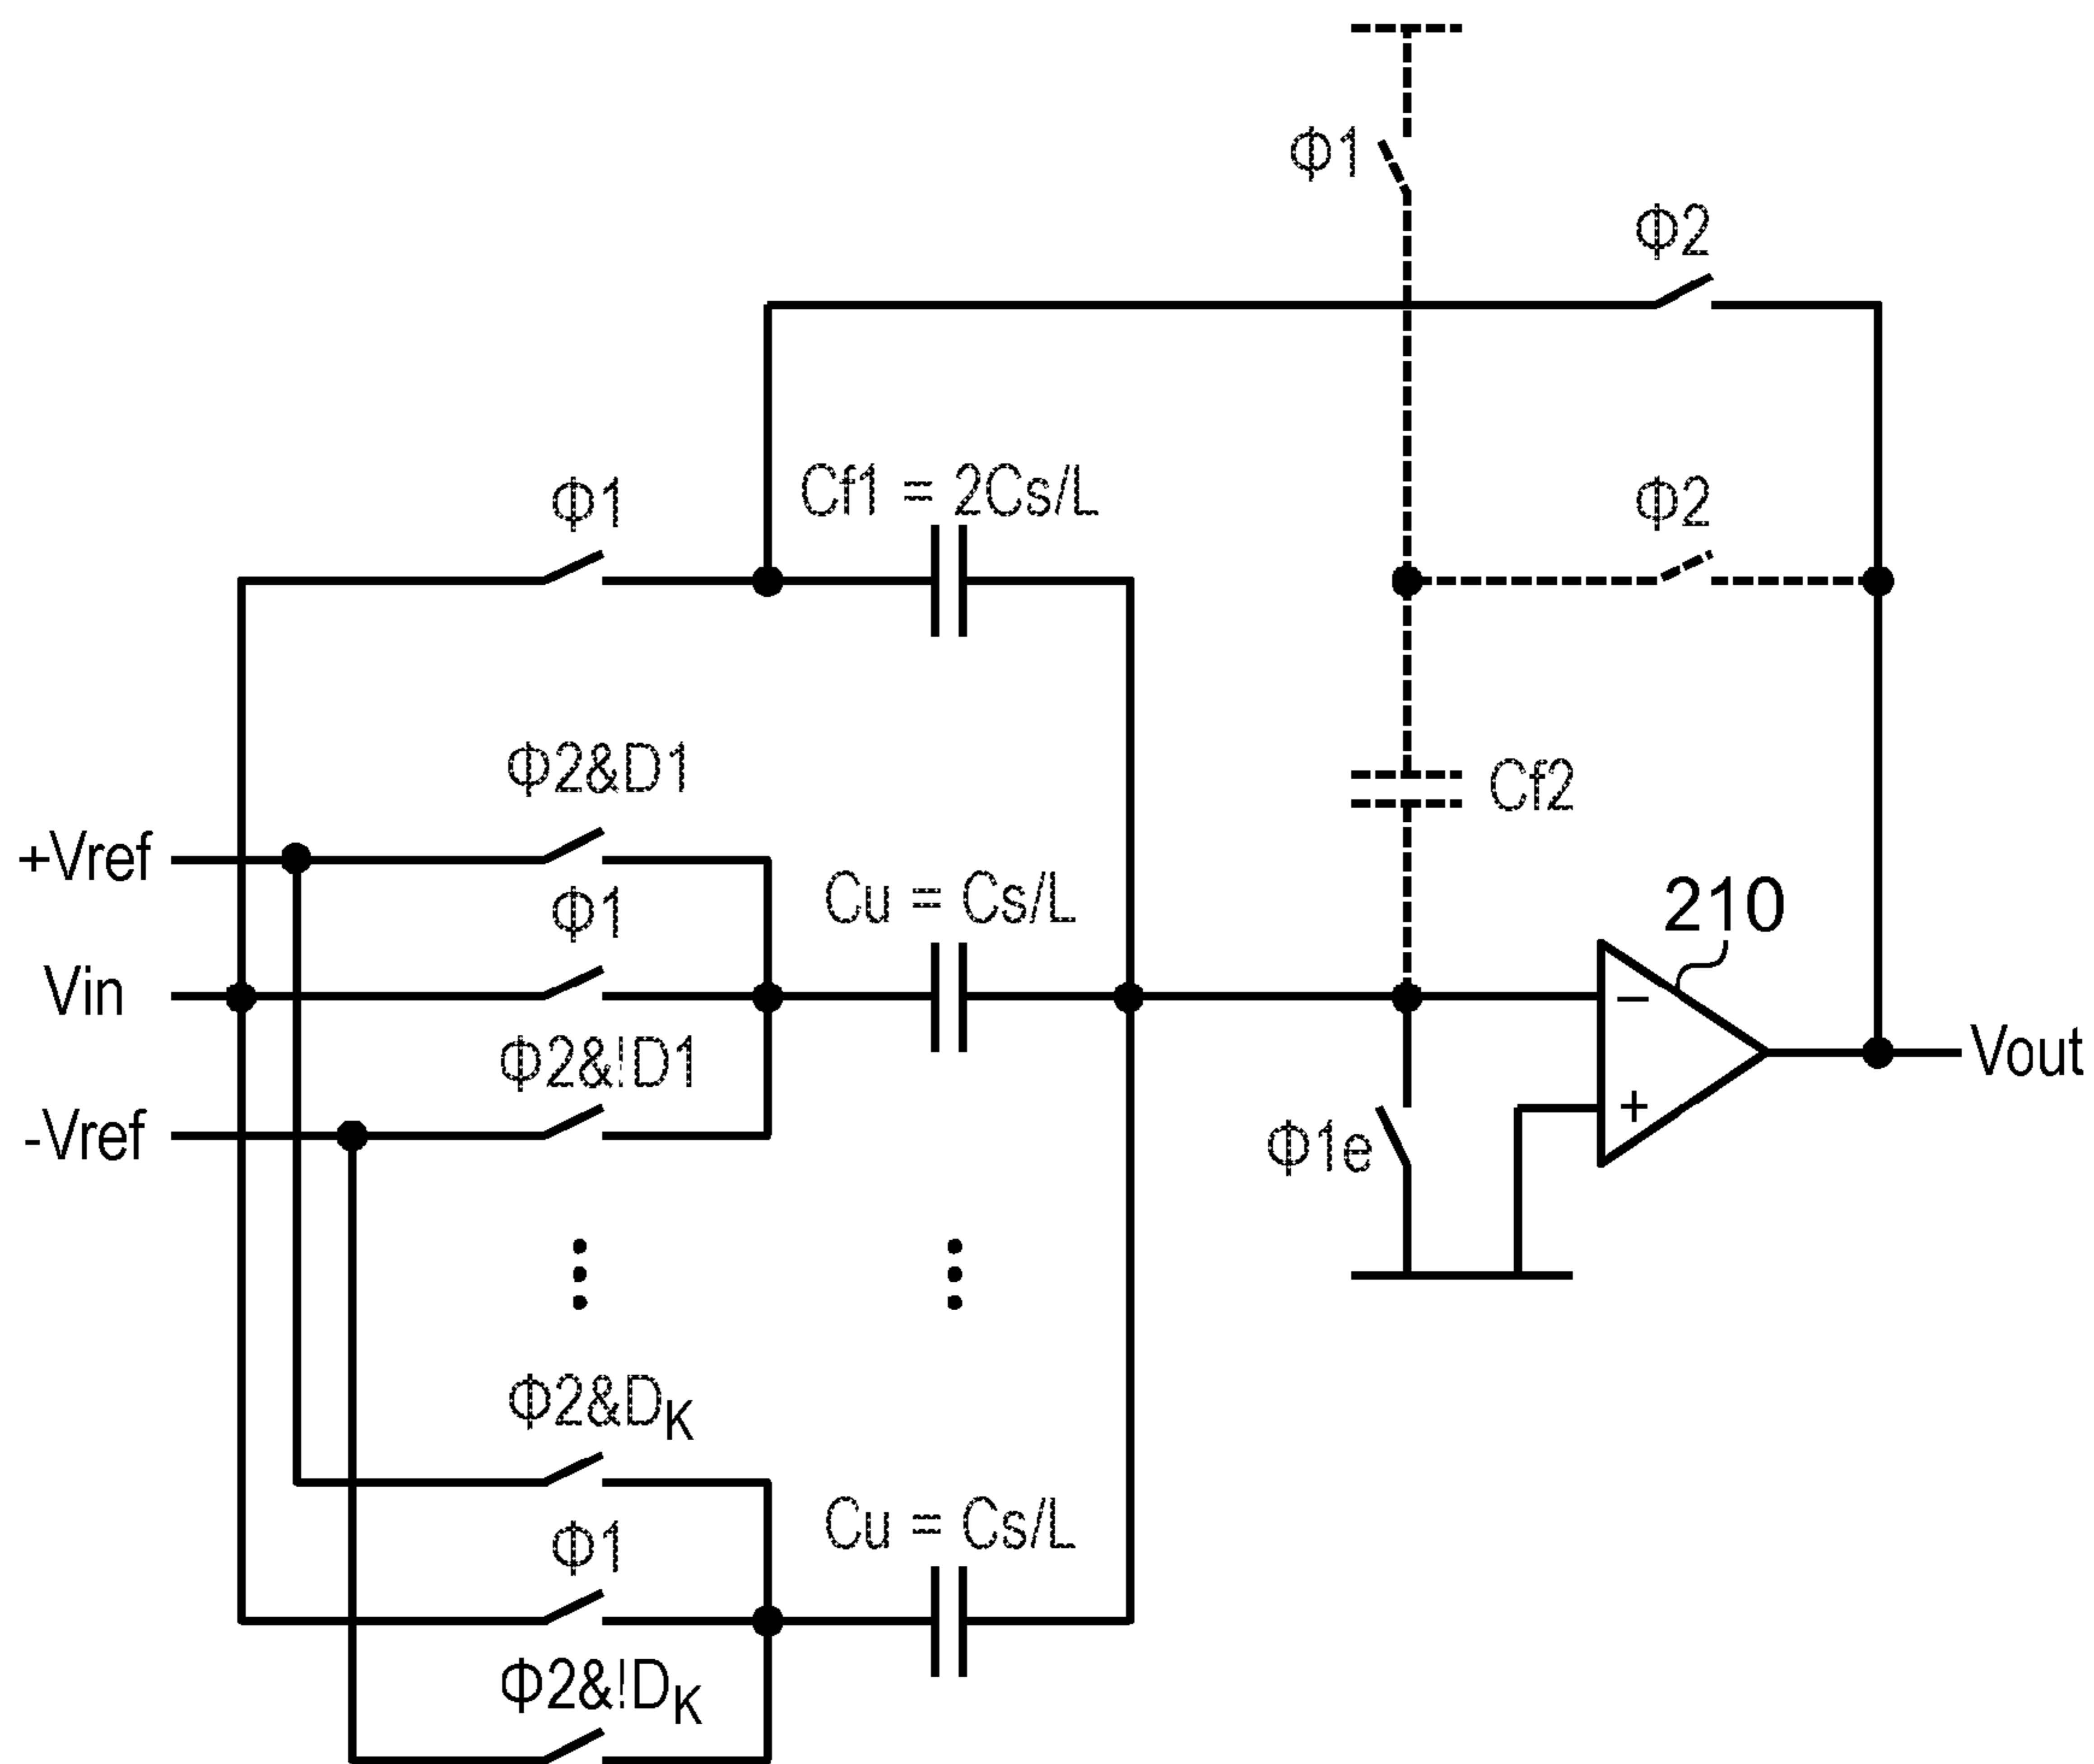 Φ1
Φ2
Φ1
Cf1 = 2Cs/L
Φ2
Φ2&D1
Cf2
+Vref
Φ1
Cu = Cs/L
210
Vin
−
Φ2&!D1
Vout
-Vref
+
Φ1e
Φ2&DK
Φ1
Cu = Cs/L
Φ2&!DK